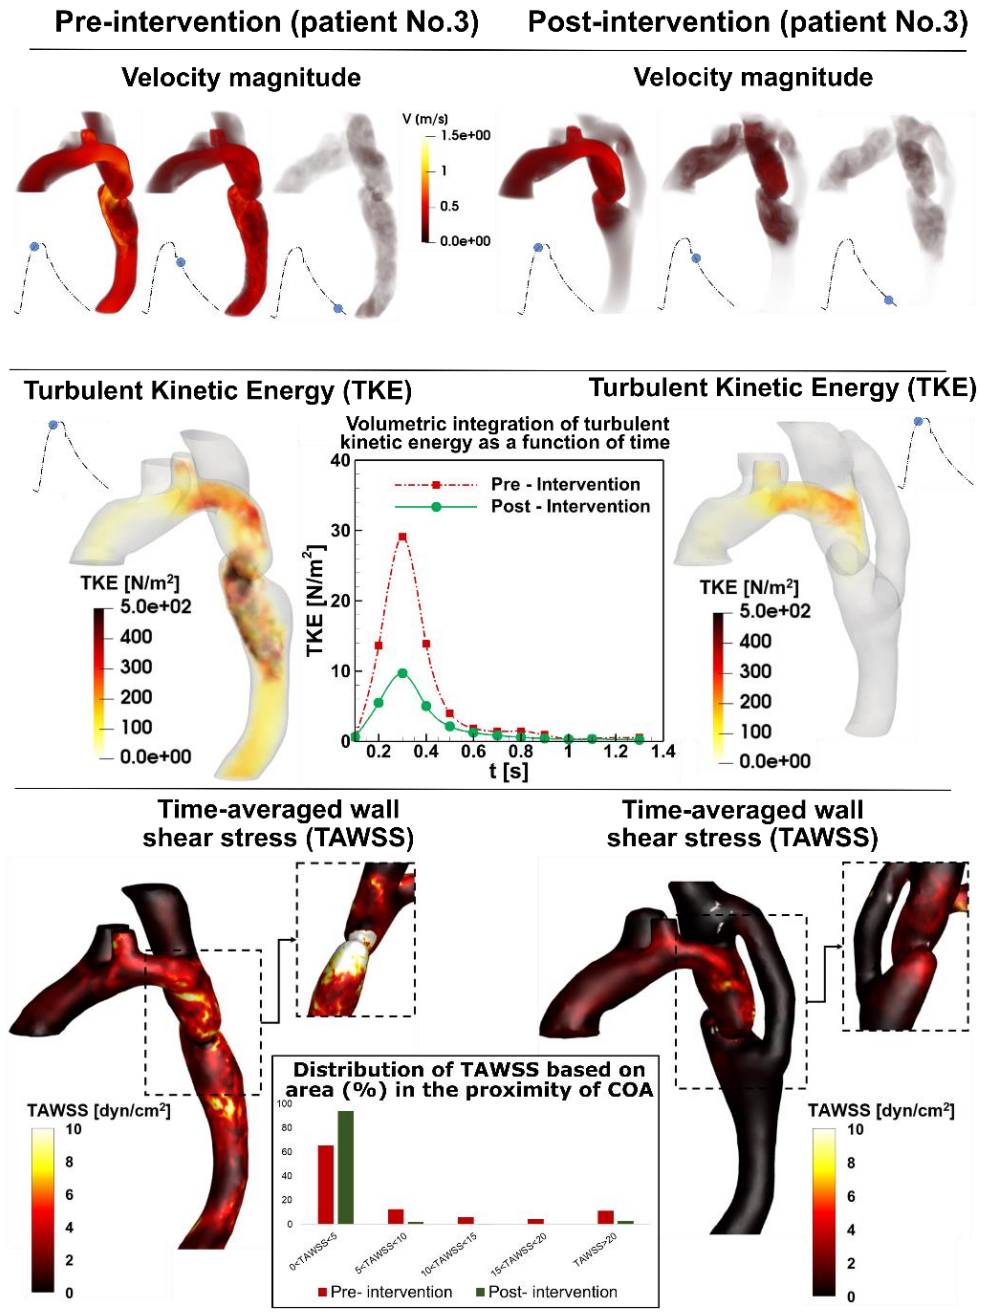 Pre-intervention (patient No.3)
Post-intervention (patient No.3)
Velocity magnitude
Velocity magnitude
V (m/s)
1.5e+00
1
0.5
0.0e+00
Turbulent Kinetic Energy (TKE)
Turbulent Kinetic Energy (TKE)
Volumetric integration of turbulent
kinetic energy as a function of time
40
30
20
10
0
TKE [N/m²]
Pre - Intervention
Post - Intervention
0.2 0.4 0.6 0.8 1 1.2 1.4
t [s]
TKE [N/m²]
5.0e+02
400
300
200
100
0.0e+00
TKE [N/m²]
5.0e+02
400
300
200
100
0.0e+00
Time-averaged wall
shear stress (TAWSS)
Time-averaged wall
shear stress (TAWSS)
TAWSS [dyn/cm²]
10
8
6
4
2
0
Distribution of TAWSS based on
area (%) in the proximity of COA
100
80
60
40
20
0
0<TAWSS<5
5<TAWSS<10
10<TAWSS<15
15<TAWSS<20
TAWSS>20
Pre- intervention
Post- intervention
TAWSS [dyn/cm²]
10
8
6
4
2
0